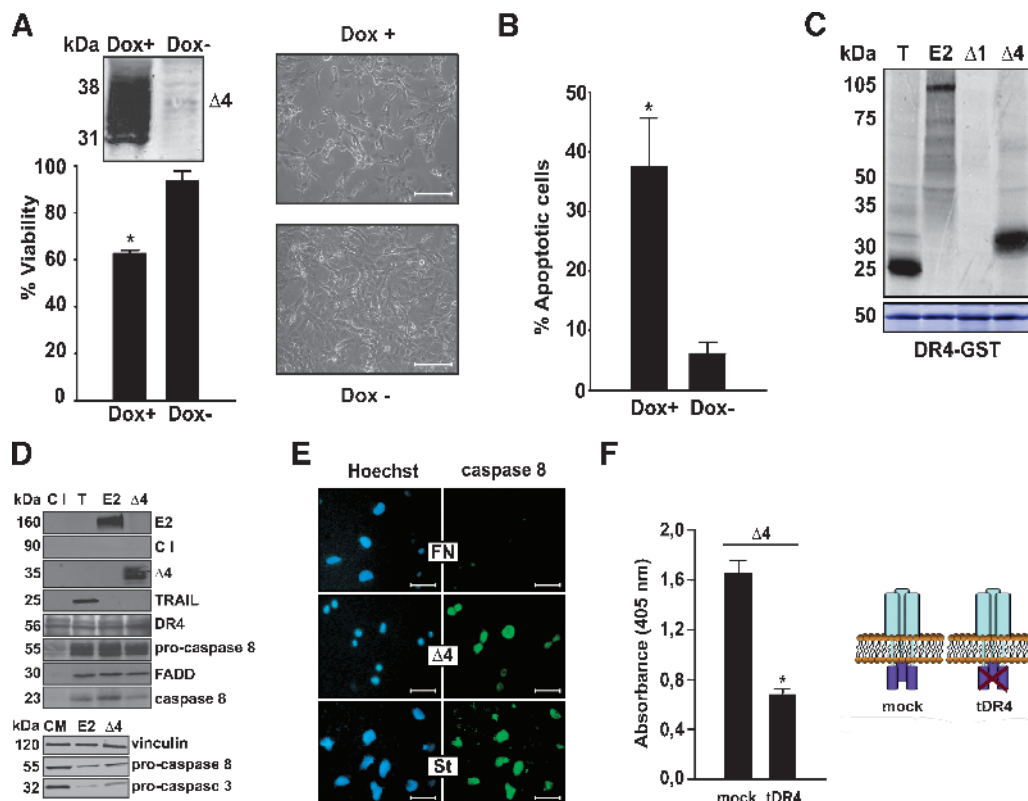 A
kDa Dox+ Dox-
38
31
Δ4
% Viability
100
80
60
40
20
0
*
Dox+ Dox-
Dox +
Dox -
B
% Apoptotic cells
50
40
30
20
10
0
*
Dox+ Dox-
C
kDa T E2 Δ1 Δ4
105
75
50
35
30
25
50
DR4-GST
D
kDa C I T E2 Δ4
160 E2
90 C I
35 Δ4
25 TRAIL
56 DR4
55 pro-caspase 8
30 FADD
23 caspase 8
kDa CM E2 Δ4
120 vinculin
55 pro-caspase 8
32 pro-caspase 3
E
Hoechst caspase 8
FN
Δ4
St
F
Absorbance (405 nm)
2,0
1,6
1,2
0,8
0,4
0,0
Δ4
*
mock tDR4
mock tDR4